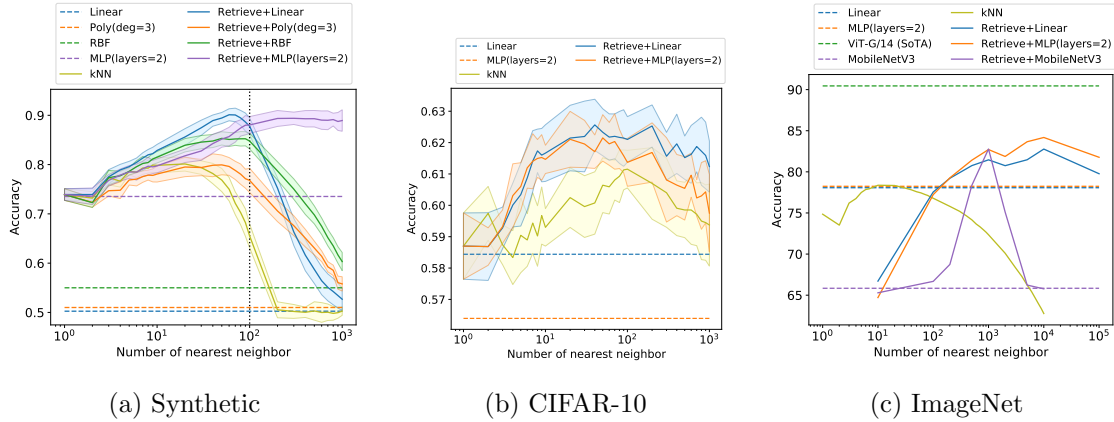 Linear
Poly(deg=3)
RBF
MLP(layers=2)
kNN
Retrieve+Linear
Retrieve+Poly(deg=3)
Retrieve+RBF
Retrieve+MLP(layers=2)
Accuracy
0.9
0.8
0.7
0.6
0.5
10^0 10^1 10^2 10^3
Number of nearest neighbor
(a) Synthetic
Linear
MLP(layers=2)
kNN
Retrieve+Linear
Retrieve+MLP(layers=2)
Accuracy
0.63
0.62
0.61
0.60
0.59
0.58
0.57
10^0 10^1 10^2 10^3
Number of nearest neighbor
(b) CIFAR-10
Linear
MLP(layers=2)
ViT-G/14 (SoTA)
MobileNetV3
kNN
Retrieve+Linear
Retrieve+MLP(layers=2)
Retrieve+MobileNetV3
Accuracy
90
85
80
75
70
65
10^0 10^1 10^2 10^3 10^4 10^5
Number of nearest neighbor
(c) ImageNet